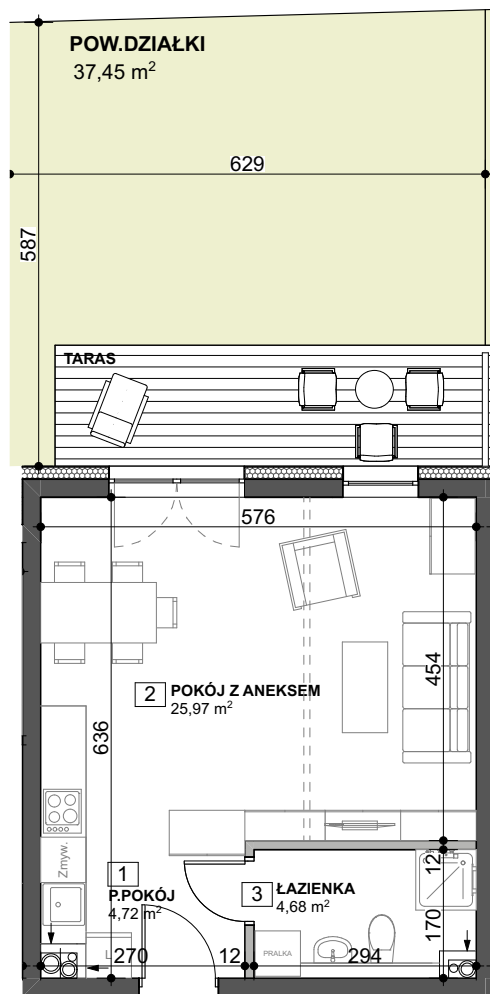 POW.DZIAŁKI
37,45 m²
629
587
TARAS
576
2 POKÓJ Z ANEKSEM
25,97 m²
454
636
Zmyw.
1
P.POKÓJ
4,72 m²
3 ŁAZIENKA
4,68 m²
12
170
L
PRALKA
270
12
294